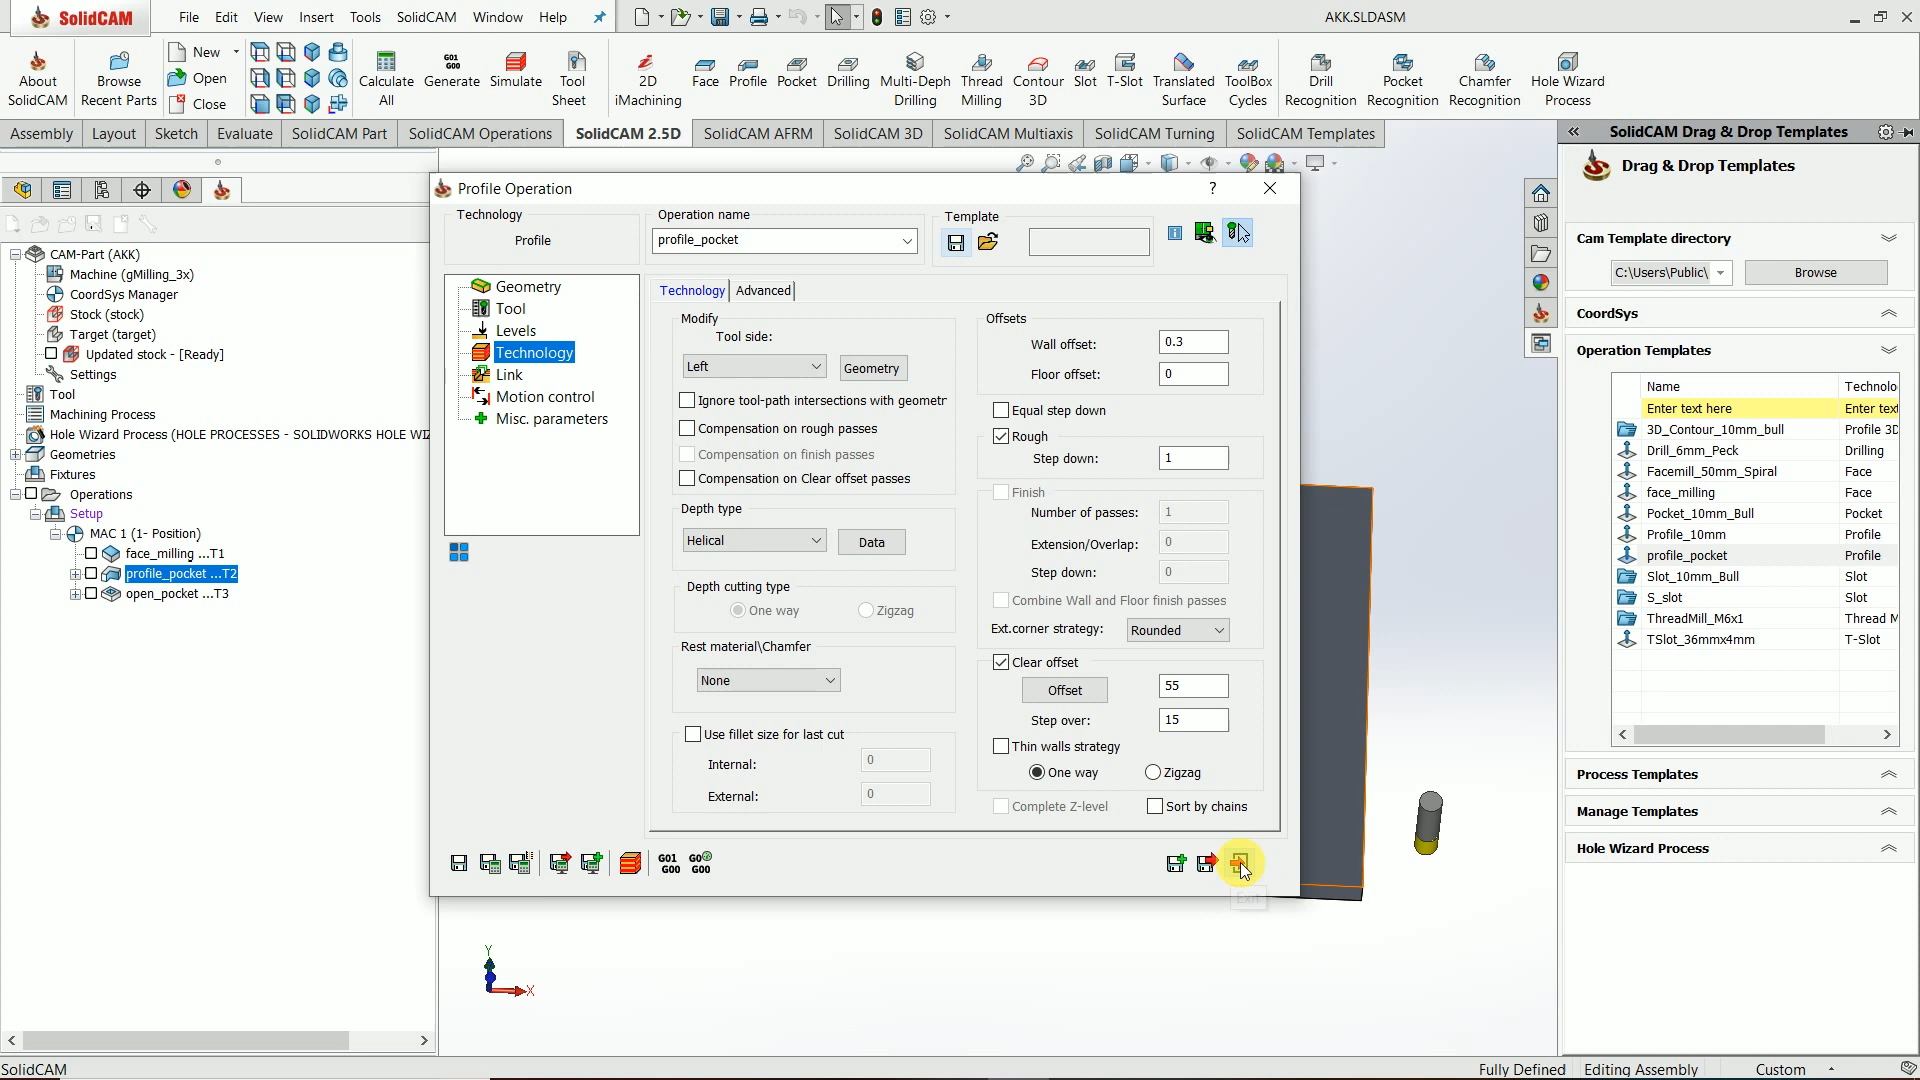 SolidCAM
File Edit View Insert Tools SolidCAM Window Help
AKK.SLDASM
About SolidCAM
Browse Recent Parts
New
Open
Close
Calculate All
G01 G00 Generate
Simulate
Tool Sheet
2D iMachining
Face
Profile
Pocket
Drilling
Multi-Depth Drilling
Thread Milling
Contour 3D
Slot
T-Slot
Translated Surface
ToolBox Cycles
Drill Recognition
Pocket Recognition
Chamfer Recognition
Hole Wizard Process
Assembly Layout Sketch Evaluate SolidCAM Part SolidCAM Operations SolidCAM 2.5D SolidCAM AFRM SolidCAM 3D SolidCAM Multiaxis SolidCAM Turning SolidCAM Templates
CAM-Part (AKK)
Machine (gMilling_3x)
CoordSys Manager
Stock (stock)
Target (target)
Updated stock - [Ready]
Settings
Tool
Machining Process
Hole Wizard Process (HOLE PROCESSES - SOLIDWORKS HOLE WIZ
Geometries
Fixtures
Operations
Setup
MAC 1 (1- Position)
face_milling ...T1
profile_pocket ...T2
open_pocket ...T3
Profile Operation
?
Technology
Profile
Operation name
profile_pocket
Template
Geometry
Tool
Levels
Technology
Link
Motion control
Misc. parameters
Technology Advanced
Modify
Tool side:
Left
Geometry
Ignore tool-path intersections with geometr
Compensation on rough passes
Compensation on finish passes
Compensation on Clear offset passes
Depth type
Helical
Data
Depth cutting type
One way
Zigzag
Rest material\Chamfer
None
Use fillet size for last cut
Internal: 0
External: 0
Offsets
Wall offset: 0.3
Floor offset: 0
Equal step down
Rough
Step down: 1
Finish
Number of passes: 1
Extension/Overlap: 0
Step down: 0
Combine Wall and Floor finish passes
Ext.corner strategy: Rounded
Clear offset
Offset 55
Step over: 15
Thin walls strategy
One way
Zigzag
Complete Z-level
Sort by chains
G01 G00
G0 G00
Exit
SolidCAM Drag & Drop Templates
Drag & Drop Templates
Cam Template directory
C:\Users\Public\
Browse
CoordSys
Operation Templates
Name Technolo
Enter text here Enter text
3D_Contour_10mm_bull Profile 3D
Drill_6mm_Peck Drilling
Facemill_50mm_Spiral Face
face_milling Face
Pocket_10mm_Bull Pocket
Profile_10mm Profile
profile_pocket Profile
Slot_10mm_Bull Slot
S_slot Slot
ThreadMill_M6x1 Thread M
TSlot_36mmx4mm T-Slot
Process Templates
Manage Templates
Hole Wizard Process
Y
X
SolidCAM
Fully Defined
Editing Assembly
Custom